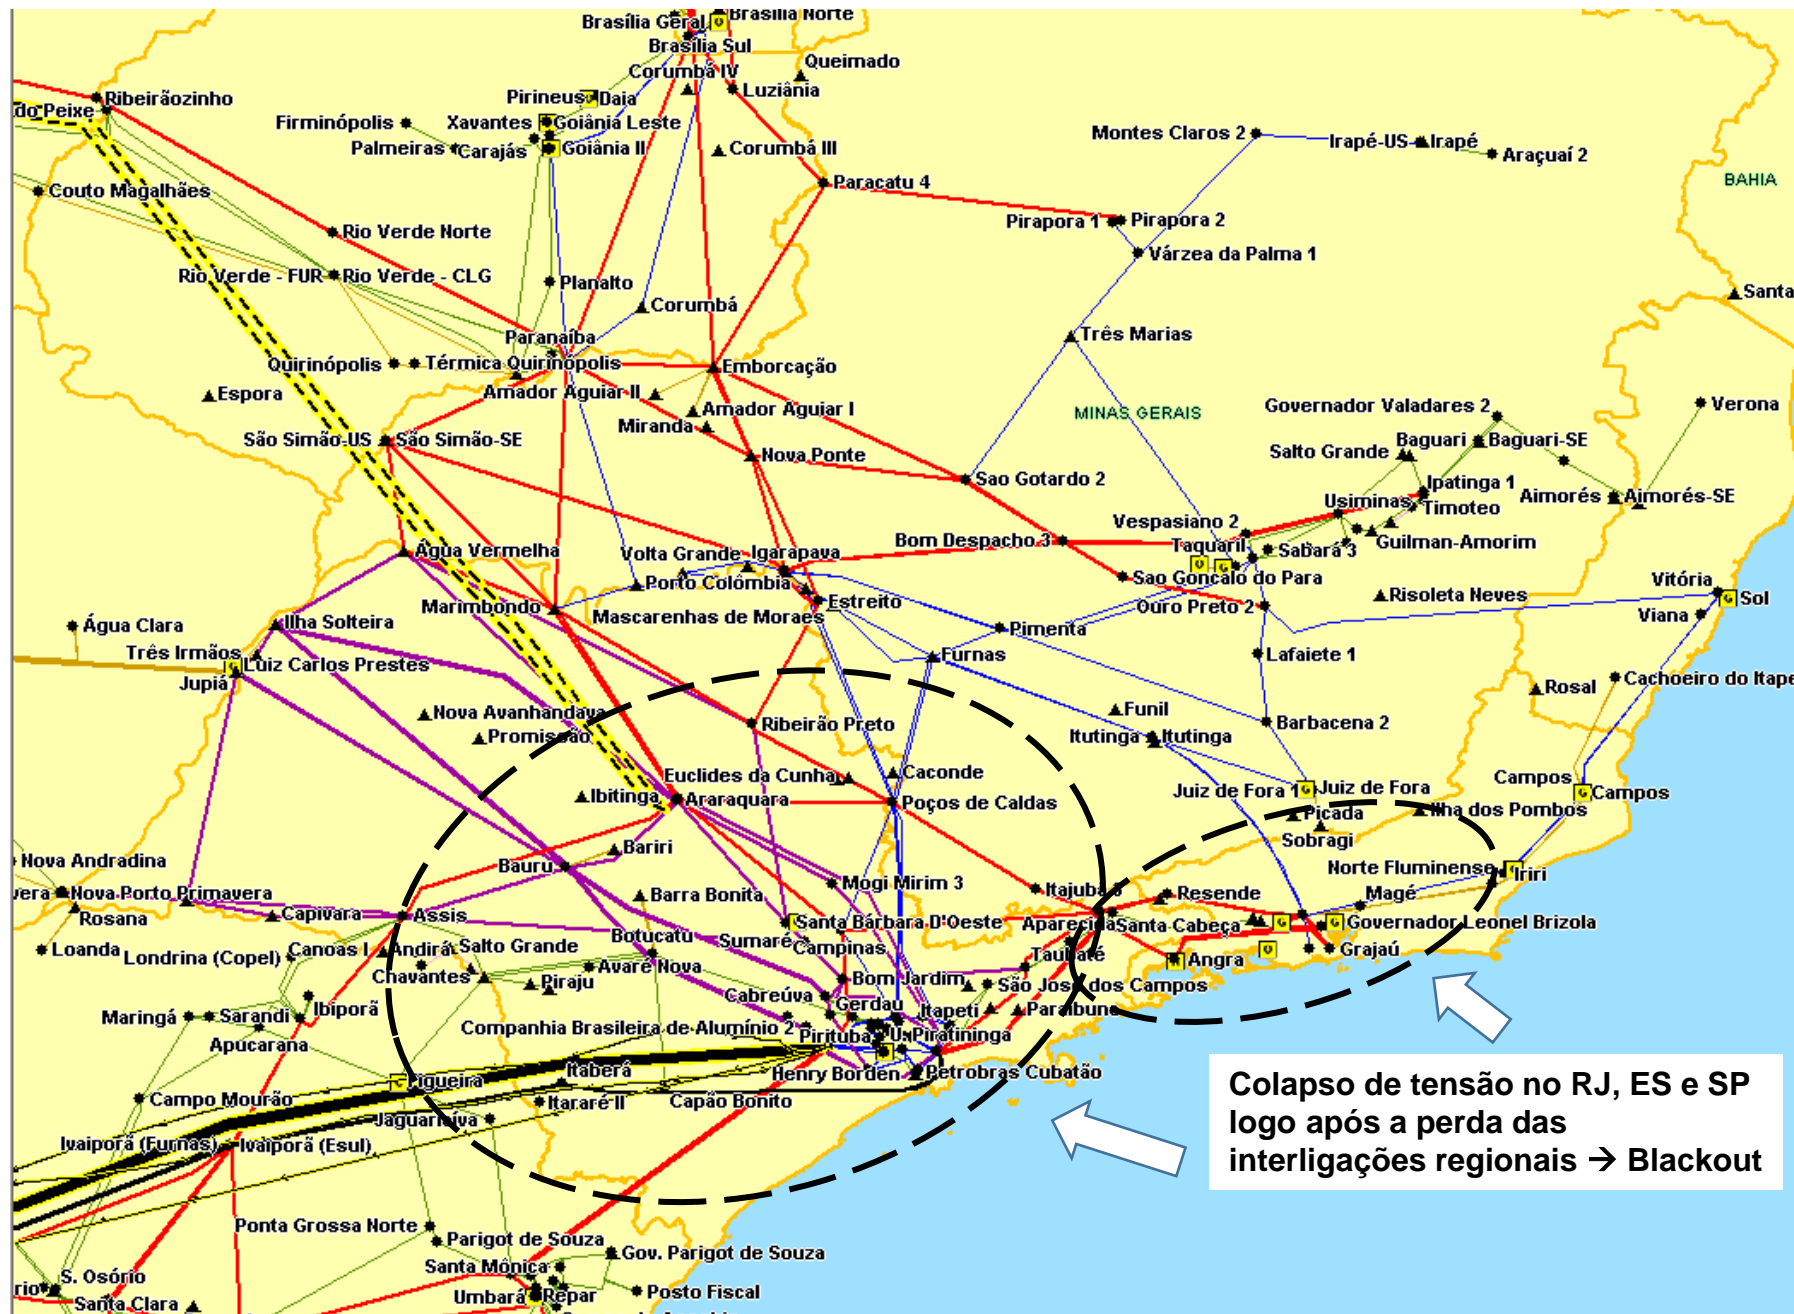 Brasília Geral
Brasília Norte
Brasília Sul
Corumbá IV
Queimado
Luziânia
Ribeirãozinho
do Peixe
Pirineus
Daia
Firminópolis
Xavantes
Goiânia Leste
Palmeiras
Carajás
Goiânia II
Corumbá III
Montes Claros 2
Irapé-US
Irapé
Araçuaí 2
Couto Magalhães
Paracatu 4
BAHIA
Pirapora 1
Pirapora 2
Rio Verde Norte
Várzea da Palma 1
Rio Verde - FUR
Rio Verde - CLG
Planalto
Corumbá
Santa
Três Marias
Paranaíba
Quirinópolis
Térmica Quirinópolis
Emborcação
Espora
Amador Aguiar II
Amador Aguiar I
MINAS GERAIS
Governador Valadares 2
Verona
Miranda
São Simão-US
São Simão-SE
Baguari
Baguari-SE
Salto Grande
Nova Ponte
Sao Gotardo 2
Ipatinga 1
Usiminas
Timoteo
Aimorés
Aimorés-SE
Vespasiano 2
Bom Despacho 3
Taquaril
Sabará 3
Guilman-Amorim
Água Vermelha
Volta Grande
Igarapava
Porto Colômbia
Sao Goncalo do Para
Vitória
Sol
Marimbondo
Mascarenhas de Moraes
Estreito
Ouro Preto 2
Risoleta Neves
Viana
Água Clara
Ilha Solteira
Pimenta
Três Irmãos
Luiz Carlos Prestes
Furnas
Lafaiete 1
Jupiá
Cachoeiro do Itape
Rosal
Nova Avanhandava
Promissão
Ribeirão Preto
Funil
Barbacena 2
Itutinga
Itutinga
Euclides da Cunha
Caconde
Ibitinga
Araraquara
Poços de Caldas
Juiz de Fora 1
Juiz de Fora
Campos
Campos
Picada
Ilha dos Pombos
Sobragi
Bariri
Nova Andradina
Bauru
Norte Fluminense
Iriri
vera
Nova Porto Primavera
Barra Bonita
Mogi Mirim 3
Itajubá 3
Resende
Magé
Rosana
Capivara
Assis
Santa Bárbara D'Oeste
Aparecida
Santa Cabeça
Governador Leonel Brizola
Loanda
Londrina (Copel)
Canoas I
Andirá
Salto Grande
Botucatu
Sumaré
Campinas
Taubaté
Angra
Grajaú
Chavantes
Piraju
Avaré Nova
Bom Jardim
São José dos Campos
Ibiporã
Cabreúva
Gerdau
Itapeti
Paraibuna
Maringá
Sarandi
Companhia Brasileira de Alumínio 2
Apucarana
Pirituba
Piratininga
Figueira
Itaberá
Henry Borden
Petrobras Cubatão
Campo Mourão
Itararé II
Capão Bonito
Jaguariaíva
Ivaiporã (Furnas)
Ivaiporã (Esul)
Colapso de tensão no RJ, ES e SP
logo após a perda das
interligações regionais → Blackout
Ponta Grossa Norte
Parigot de Souza
Gov. Parigot de Souza
Santa Mônica
S. Osório
rio
Santa Clara
Umbará
Repar
Posto Fiscal